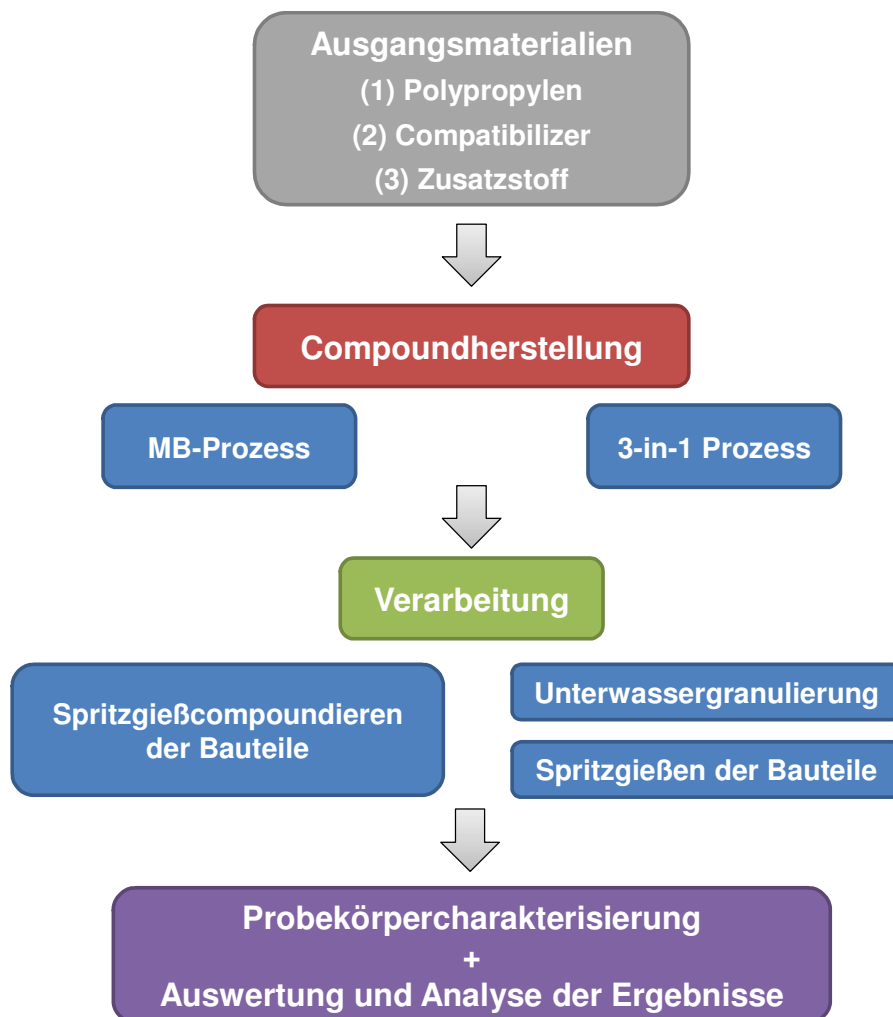 Ausgangsmaterialien
(1) Polypropylen
(2) Compatibilizer
(3) Zusatzstoff
Compoundherstellung
MB-Prozess
3-in-1 Prozess
Verarbeitung
Spritzgießcompoundieren
der Bauteile
Unterwassergranulierung
Spritzgießen der Bauteile
Probekörpercharakterisierung
+
Auswertung und Analyse der Ergebnisse